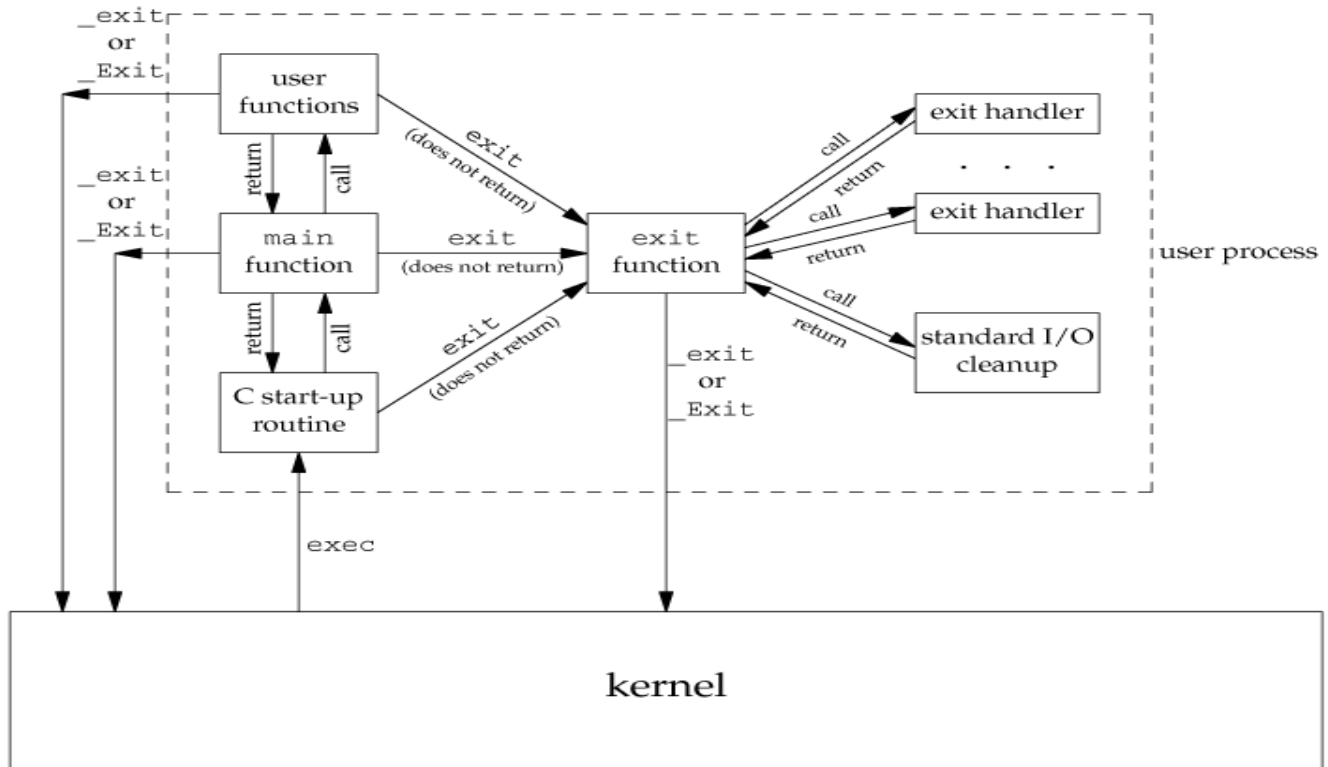 _exit
or
_Exit
user
functions
exit
(does not return)
call
return
exit handler
. . .
return
call
_exit
or
_Exit
main
function
exit
(does not return)
exit
function
call
return
exit handler
user process
return
call
exit
(does not return)
call
return
standard I/O
cleanup
C start-up
routine
_exit
or
_Exit
exec
kernel